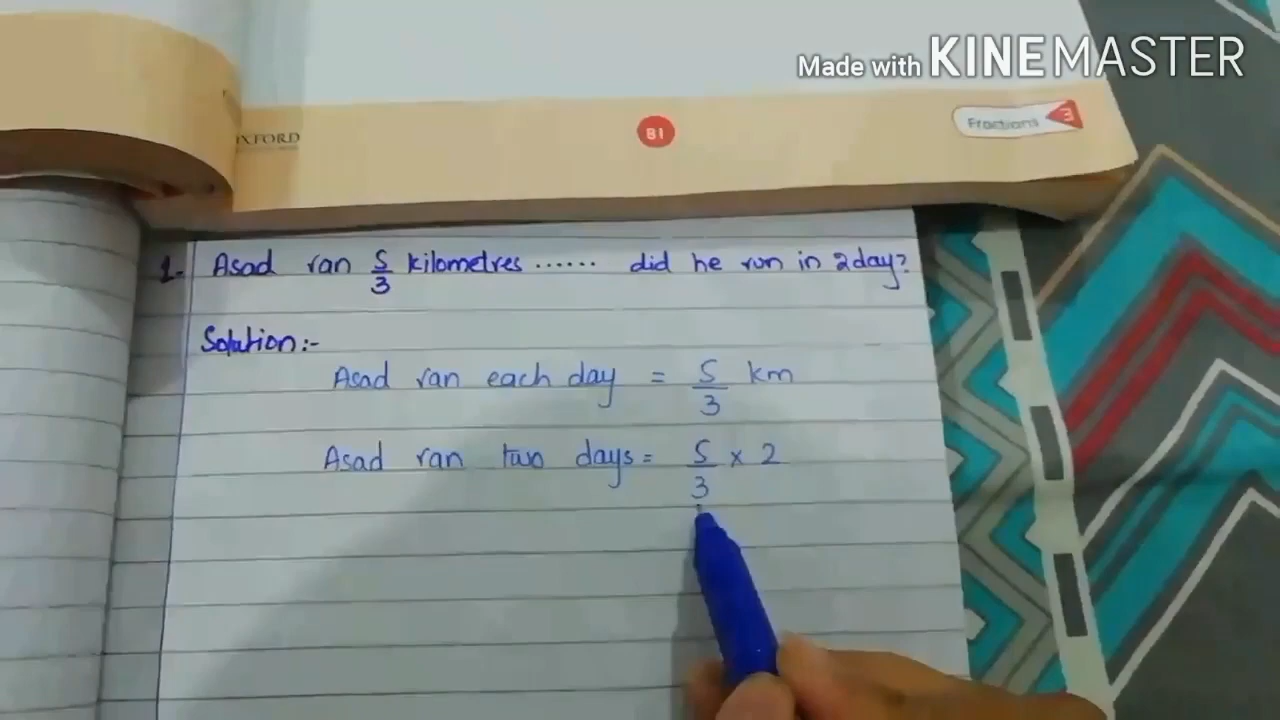 Made with KINEMASTER
OXFORD
81
Fractions 3
1. Asad ran 5/3 kilometres ...... did he run in 2day?
Solution:-
Asad ran each day = 5/3 km
Asad ran two days = 5/3 × 2